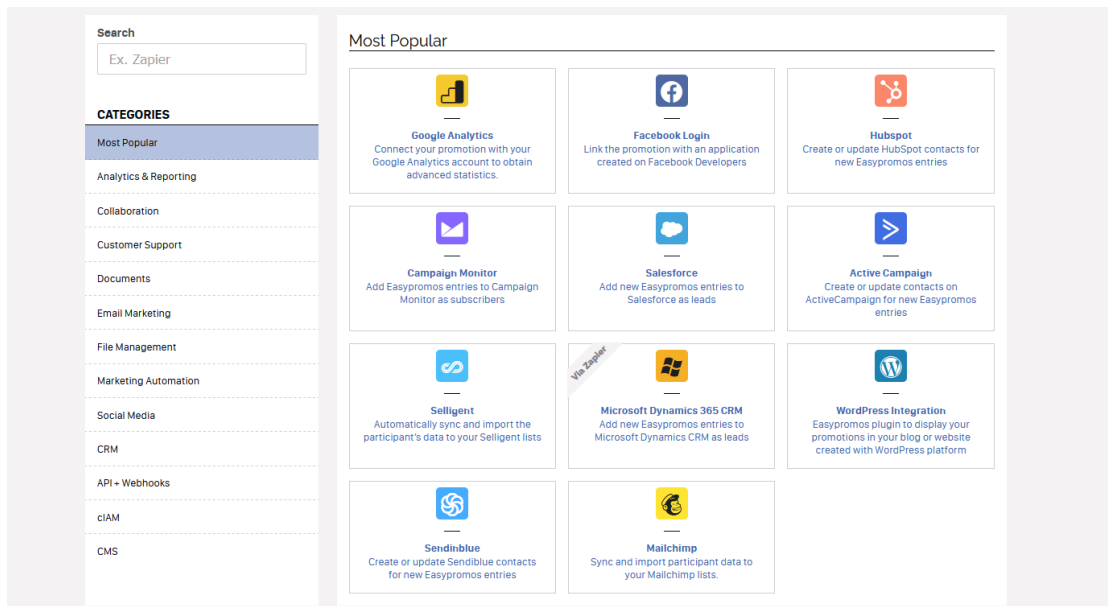 Search
Ex. Zapier
CATEGORIES
Most Popular
Analytics & Reporting
Collaboration
Customer Support
Documents
Email Marketing
File Management
Marketing Automation
Social Media
CRM
API + Webhooks
cIAM
CMS
Most Popular
Google Analytics
Connect your promotion with your
Google Analytics account to obtain
advanced statistics.
Facebook Login
Link the promotion with an application
created on Facebook Developers
Hubspot
Create or update HubSpot contacts for
new Easypromos entries
Campaign Monitor
Add Easypromos entries to Campaign
Monitor as subscribers
Salesforce
Add new Easypromos entries to
Salesforce as leads
Active Campaign
Create or update contacts on
ActiveCampaign for new Easypromos
entries
Selligent
Automatically sync and import the
participant's data to your Selligent lists
Via Zapier
Microsoft Dynamics 365 CRM
Add new Easypromos entries to
Microsoft Dynamics CRM as leads
WordPress Integration
Easypromos plugin to display your
promotions in your blog or website
created with WordPress platform
Sendinblue
Create or update Sendiblue contacts
for new Easypromos entries
Mailchimp
Sync and import participant data to
your Mailchimp lists.